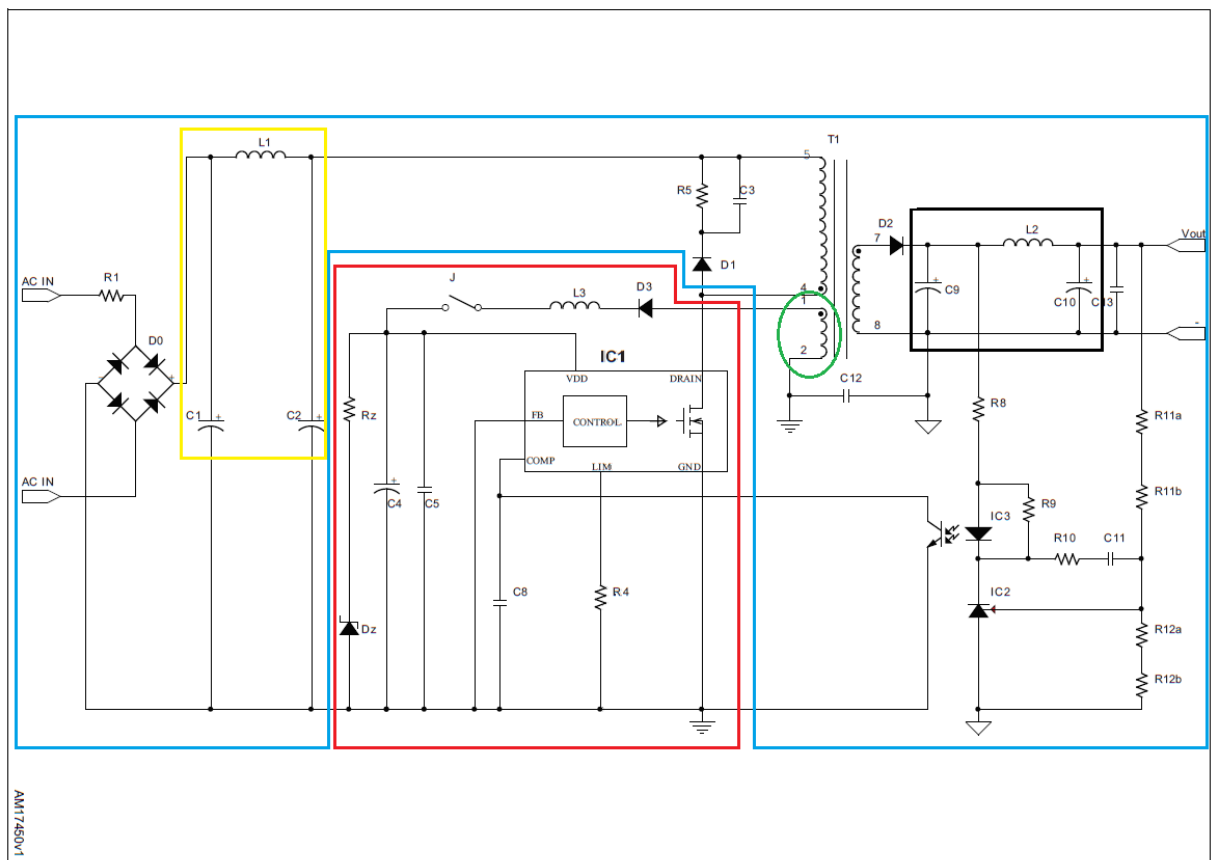 L1
T1
5
R5
C3
D2
7
L2
Vout
AC IN
R1
D1
J
L3
D3
4
1
C9
C10
C13
D0
IC1
2
8
-
-
+
VDD
DRAIN
C12
C1
+
C2
+
Rz
FB
CONTROL
R8
R11a
COMP
LIM
GND
AC IN
C4
+
C5
R11b
IC3
R9
R10
C11
C8
R4
IC2
Dz
R12a
R12b
+
+
AM17450v1